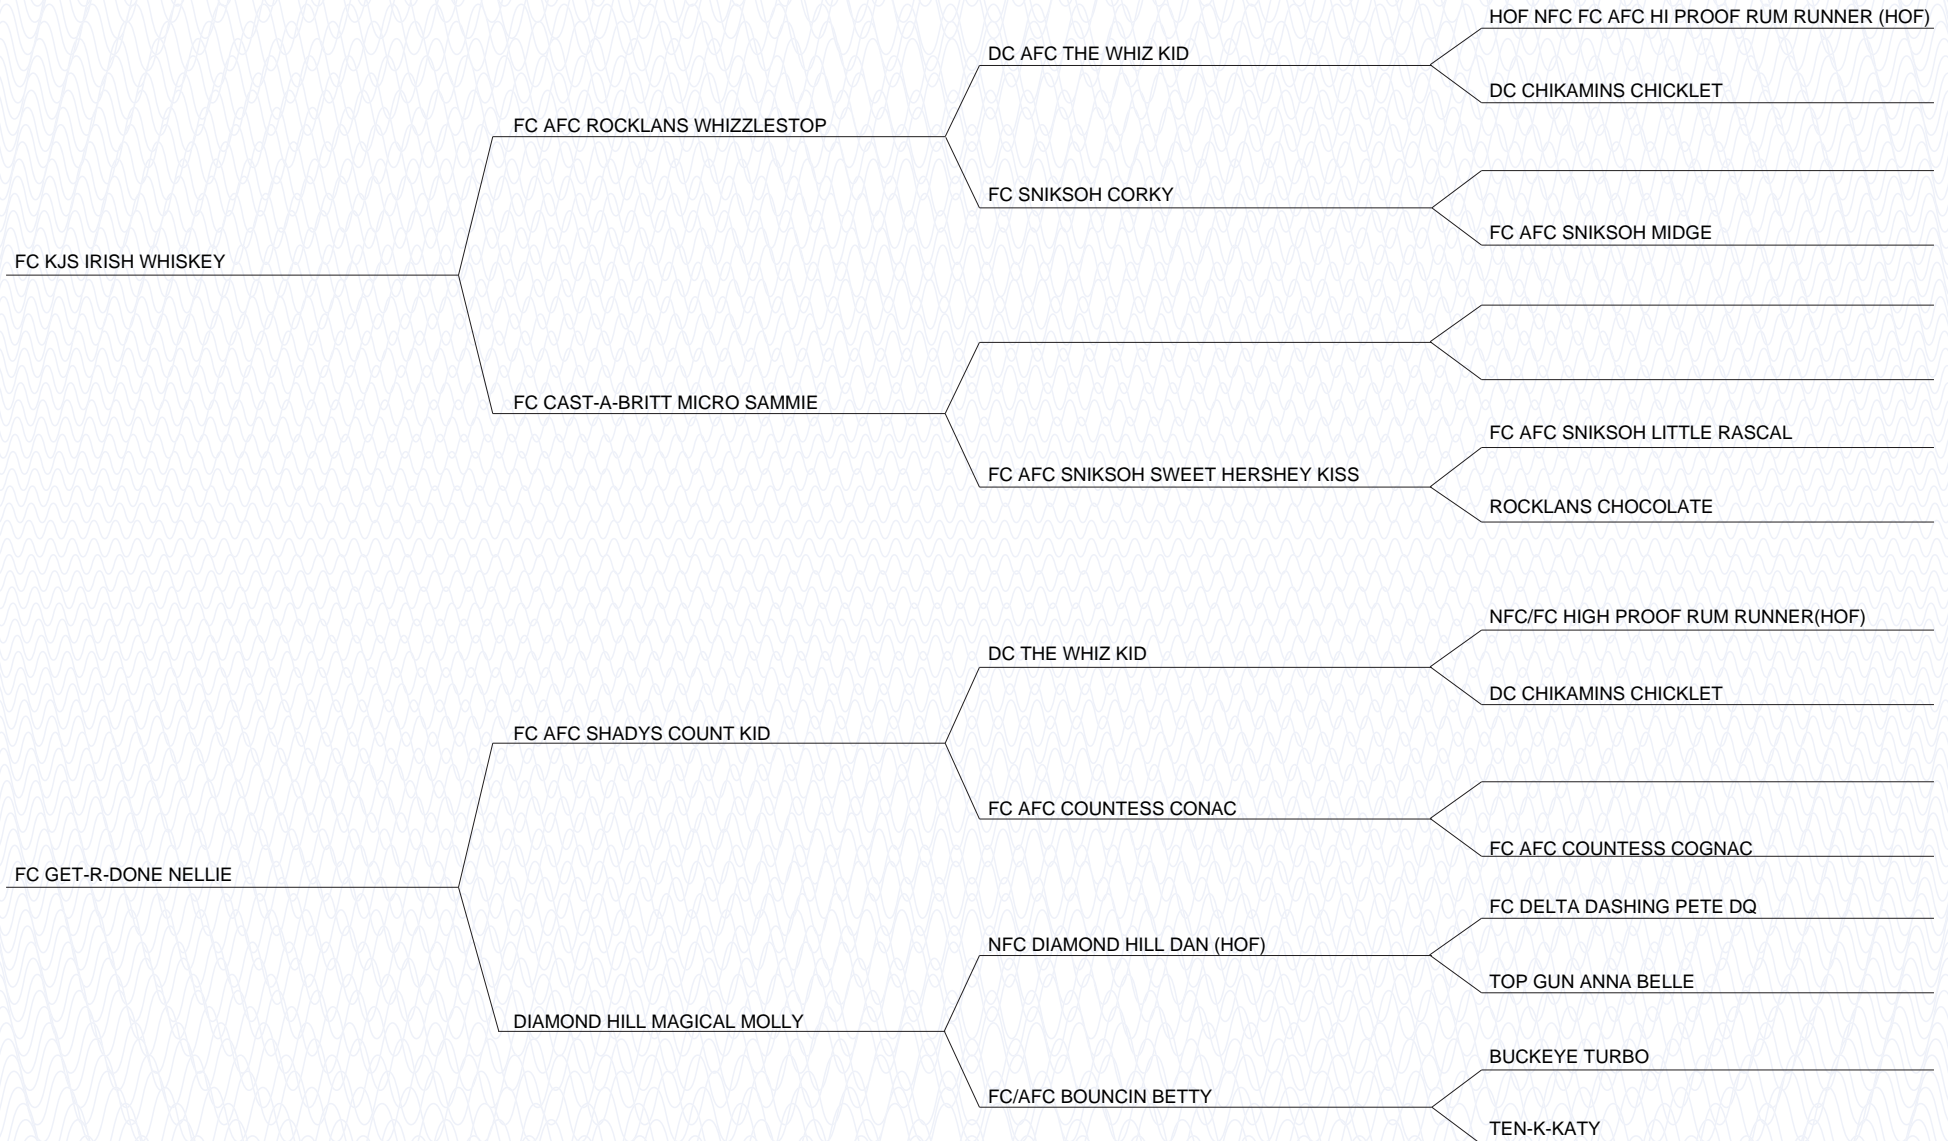 HOF NFC FC AFC HI PROOF RUM RUNNER (HOF)
DC AFC THE WHIZ KID
DC CHIKAMINS CHICKLET
FC AFC ROCKLANS WHIZZLESTOP
FC SNIKSOH CORKY
FC AFC SNIKSOH MIDGE
FC KJS IRISH WHISKEY
FC CAST-A-BRITT MICRO SAMMIE
FC AFC SNIKSOH LITTLE RASCAL
FC AFC SNIKSOH SWEET HERSHEY KISS
ROCKLANS CHOCOLATE
NFC/FC HIGH PROOF RUM RUNNER(HOF)
DC THE WHIZ KID
DC CHIKAMINS CHICKLET
FC AFC SHADYS COUNT KID
FC AFC COUNTESS CONAC
FC AFC COUNTESS COGNAC
FC GET-R-DONE NELLIE
FC DELTA DASHING PETE DQ
NFC DIAMOND HILL DAN (HOF)
TOP GUN ANNA BELLE
DIAMOND HILL MAGICAL MOLLY
BUCKEYE TURBO
FC/AFC BOUNCIN BETTY
TEN-K-KATY